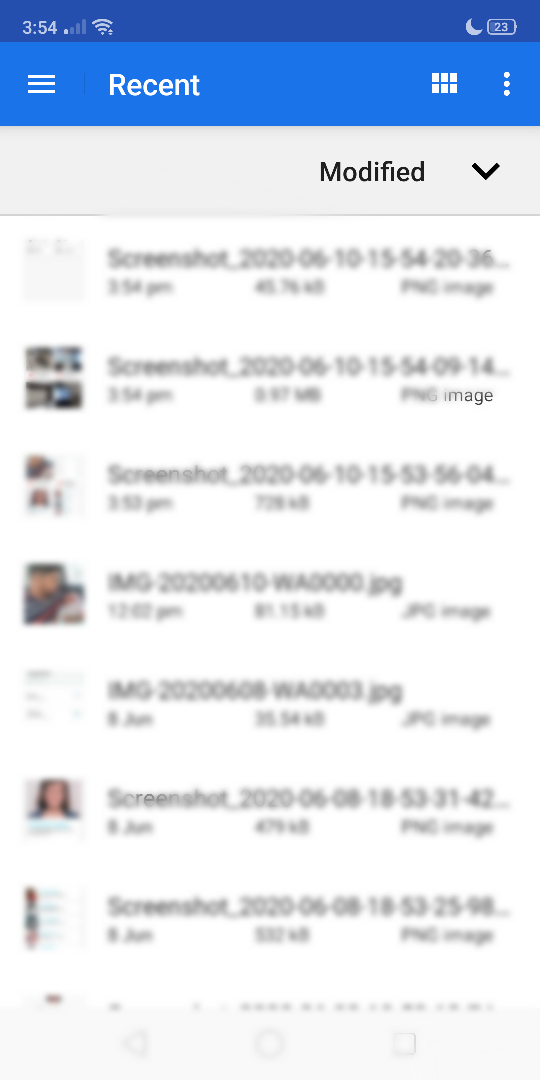 3:54 23
Recent
Modified
Screenshot_2020-06-10-15-54-20-36...
3:54 pm 45.76 kB PNG image
Screenshot_2020-06-10-15-54-09-14...
3:54 pm 0.97 MB PNG image
Screenshot_2020-06-10-15-53-56-04...
3:53 pm 728 kB PNG image
IMG-20200610-WA0000.jpg
12:02 pm 81.15 kB JPG image
IMG-20200608-WA0003.jpg
8 Jun 35.54 kB JPG image
Screenshot_2020-06-08-18-53-31-42...
8 Jun 479 kB PNG image
Screenshot_2020-06-08-18-53-25-98...
8 Jun 532 kB PNG image